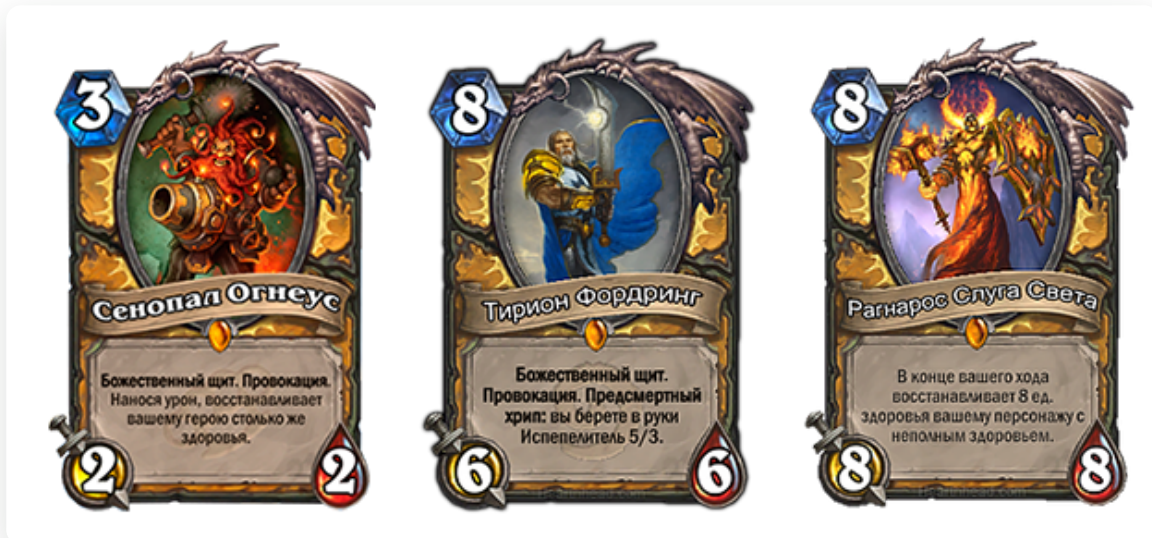 3
Сенопал Огнеус
Божественный щит. Провокация.
Нанося урон, восстанавливает
вашему герою столько же
здоровья.
2
2
8
Тирион Фордринг
Божественный щит.
Провокация. Предсмертный
хрип: вы берете в руки
Испепелитель 5/3.
6
6
8
Рагнарос Слуга Света
В конце вашего хода
восстанавливает 8 ед.
здоровья вашему персонажу с
неполным здоровьем.
8
8